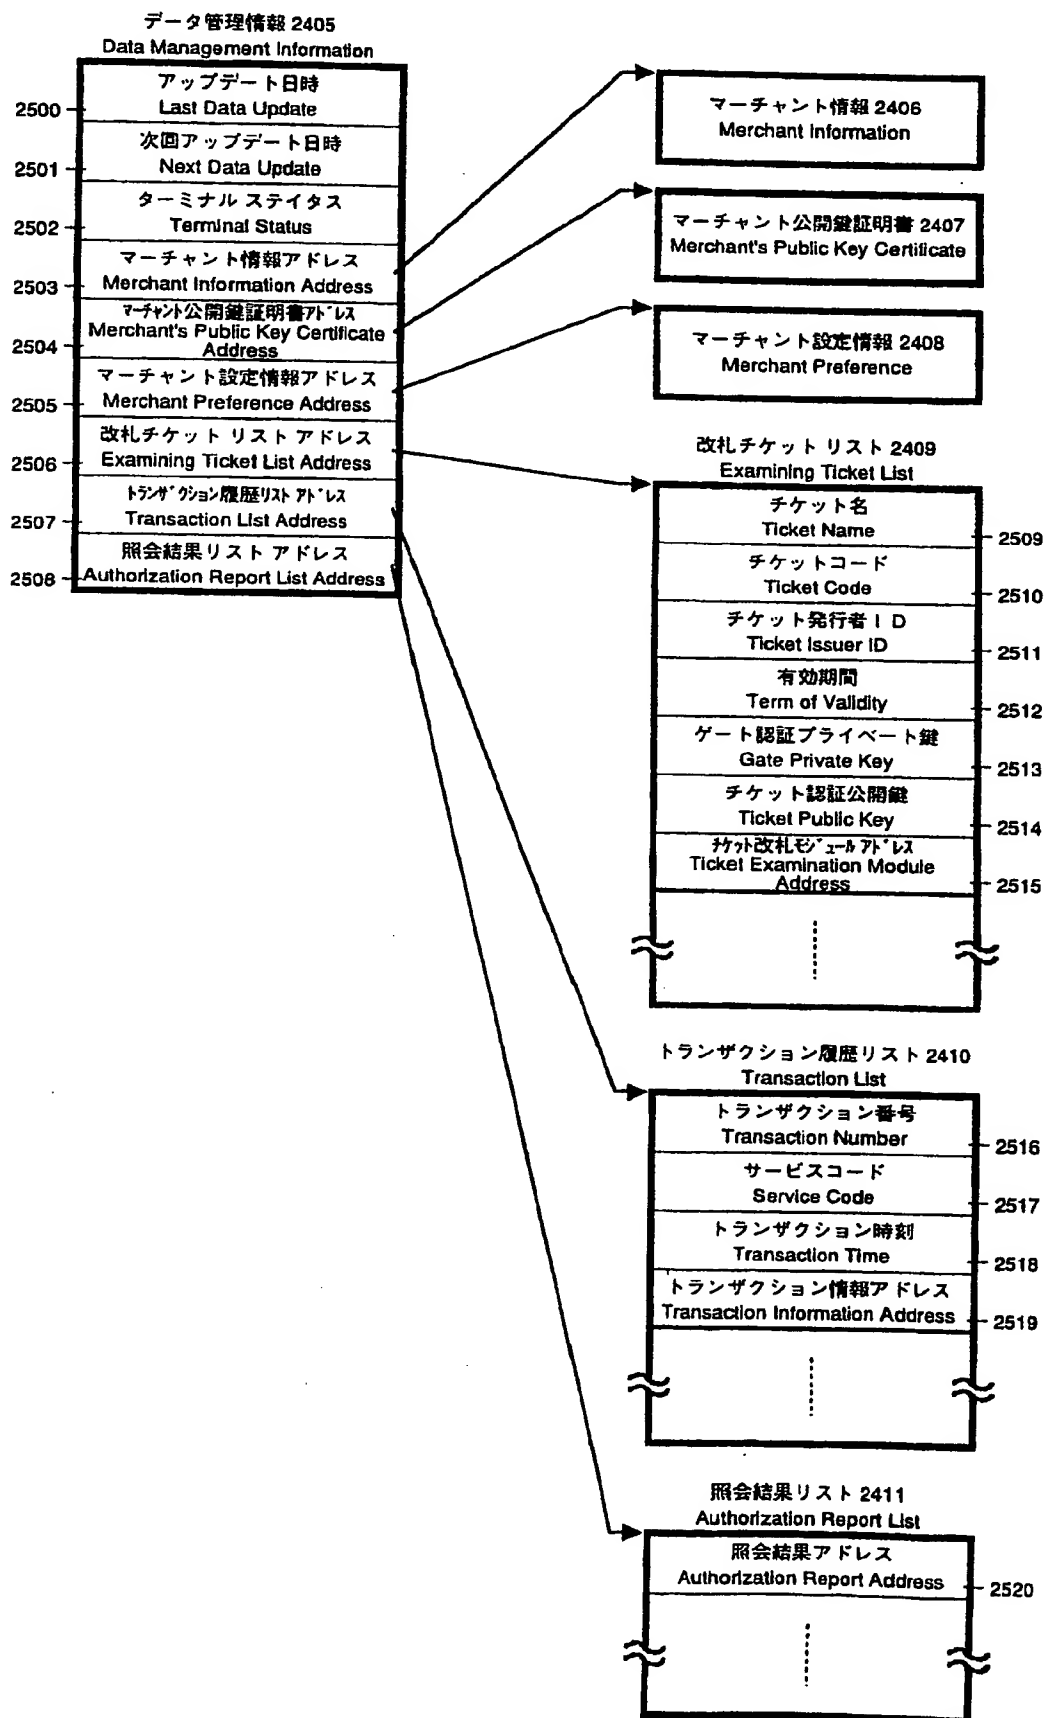 データ管理情報 2405
Data Management Information
アップデート日時
Last Data Update
2500
次回アップデート日時
Next Data Update
2501
ターミナル ステイタス
Terminal Status
2502
マーチャント情報アドレス
Merchant Information Address
2503
マーチャント公開鍵証明書アドレス
Merchant's Public Key Certificate
Address
2504
マーチャント設定情報アドレス
Merchant Preference Address
2505
改札チケット リスト アドレス
Examining Ticket List Address
2506
トランザクション履歴リスト アドレス
Transaction List Address
2507
照会結果リスト アドレス
Authorization Report List Address
2508
マーチャント情報 2406
Merchant Information
マーチャント公開鍵証明書 2407
Merchant's Public Key Certificate
マーチャント設定情報 2408
Merchant Preference
改札チケット リスト 2409
Examining Ticket List
チケット名
Ticket Name
2509
チケットコード
Ticket Code
2510
チケット発行者ID
Ticket Issuer ID
2511
有効期間
Term of Validity
2512
ゲート認証プライベート鍵
Gate Private Key
2513
チケット認証公開鍵
Ticket Public Key
2514
チケット改札モジュール アドレス
Ticket Examination Module
Address
2515
トランザクション履歴リスト 2410
Transaction List
トランザクション番号
Transaction Number
2516
サービスコード
Service Code
2517
トランザクション時刻
Transaction Time
2518
トランザクション情報アドレス
Transaction Information Address
2519
照会結果リスト 2411
Authorization Report List
照会結果アドレス
Authorization Report Address
2520